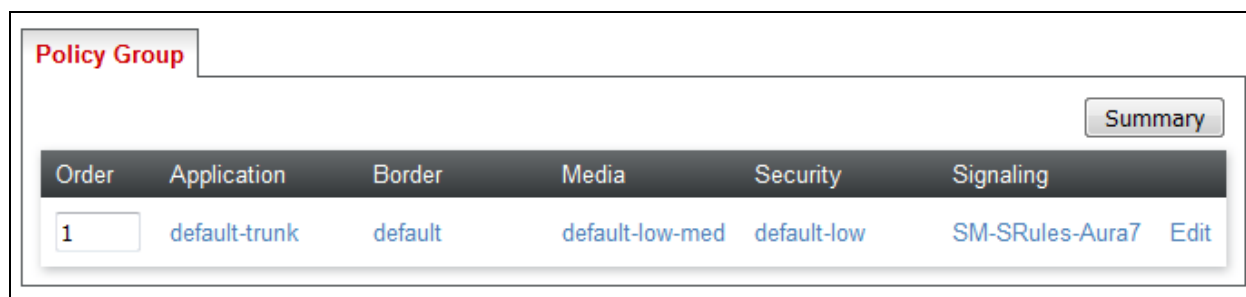 Policy Group
Summary
Order Application Border Media Security Signaling
1 default-trunk default default-low-med default-low SM-SRules-Aura7 Edit